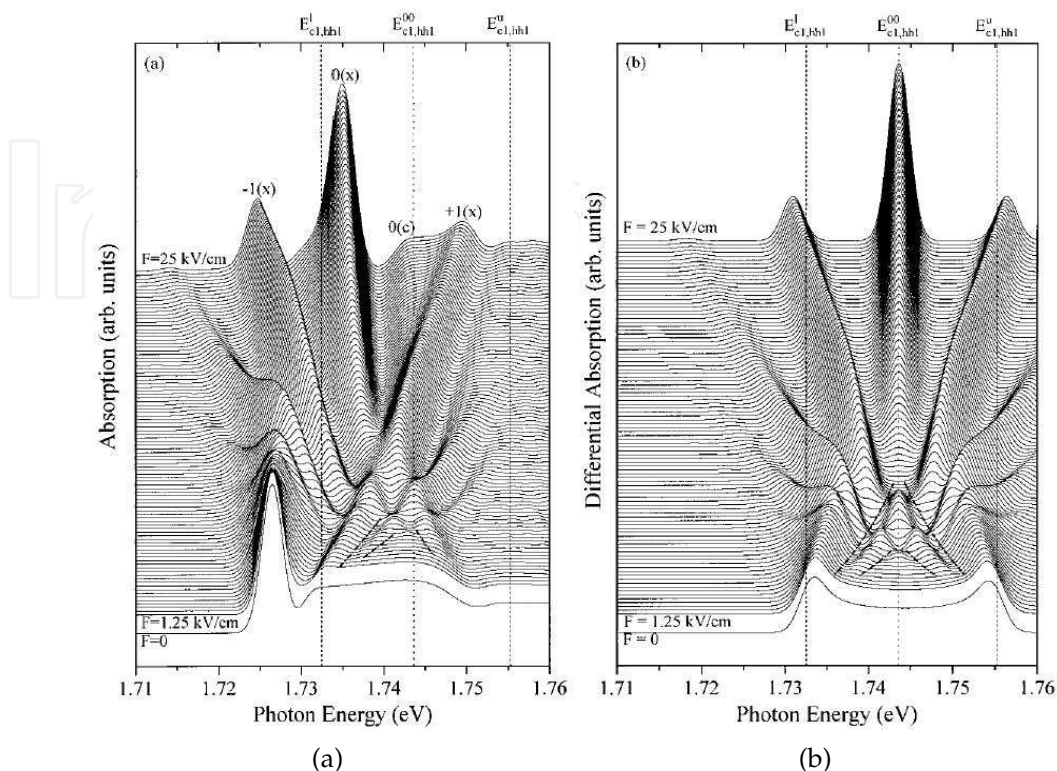 E^l_c1,hh1 E^00_c1,hh1 E^u_c1,hh1
(a)
0(x)
-1(x)
0(c)
+1(x)
F=25 kV/cm
F=1.25 kV/cm
F=0
Absorption (arb. units)
1.71 1.72 1.73 1.74 1.75 1.76
Photon Energy (eV)
(a)
E^l_c1,hh1 E^00_c1,hh1 E^u_c1,hh1
(b)
F = 25 kV/cm
F = 1.25 kV/cm
F = 0
Differential Absorption (arb. units)
1.71 1.72 1.73 1.74 1.75 1.76
Photon Energy (eV)
(b)